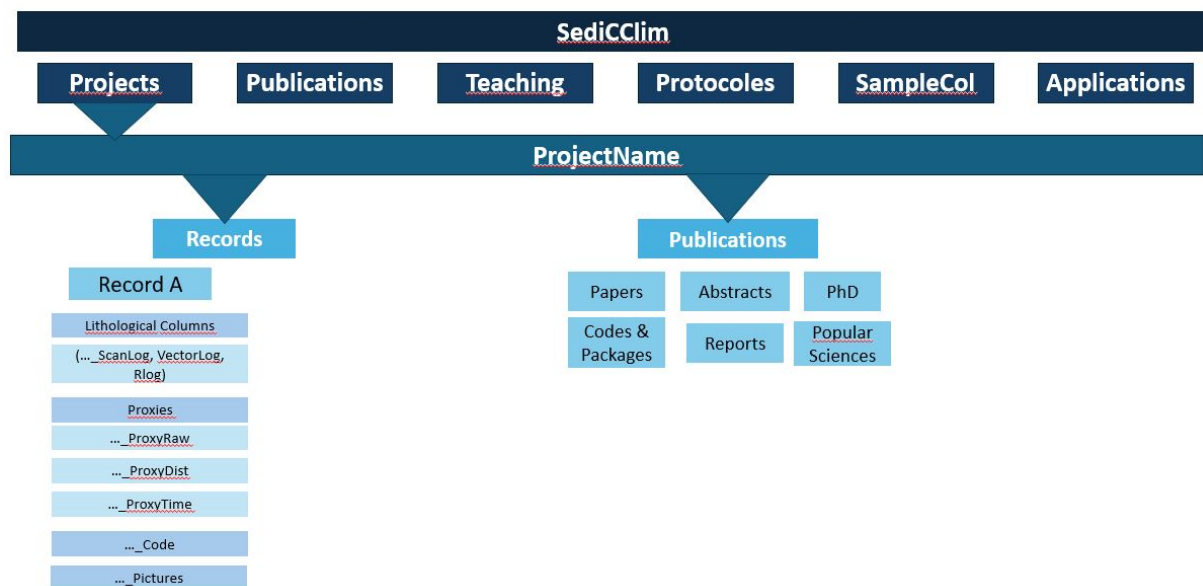 SediCClim
Projects
Publications
Teaching
Protocoles
SampleCol
Applications
ProjectName
Records
Record A
Lithological Columns
(..._ScanLog, VectorLog,
Rlog)
Proxies
..._ProxyRaw
..._ProxyDist
..._ProxyTime
..._Code
..._Pictures
Publications
Papers
Abstracts
PhD
Codes &
Packages
Reports
Popular
Sciences